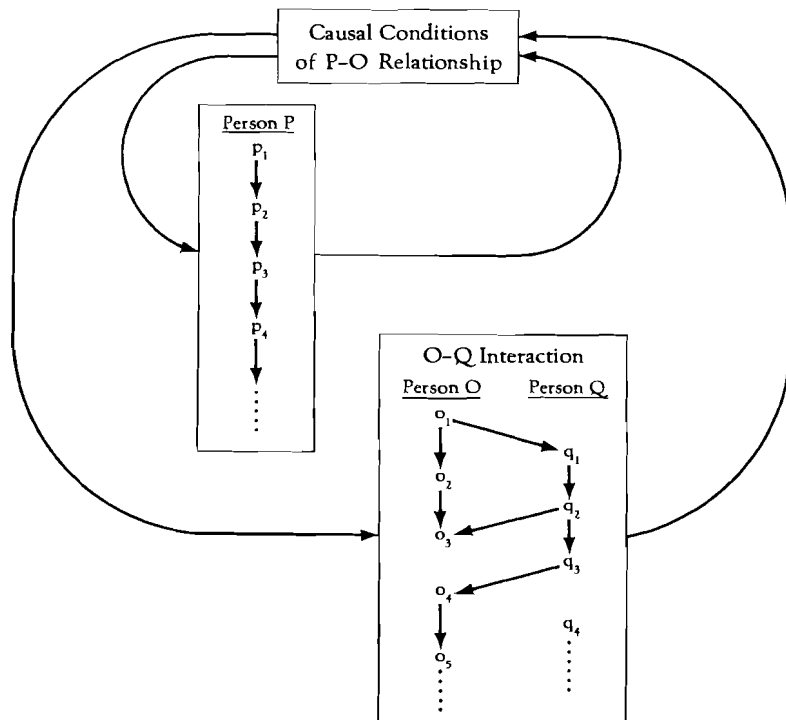 Causal Conditions
of P–O Relationship
Person P
p₁
p₂
p₃
p₄
O–Q Interaction
Person O Person Q
o₁
q₁
o₂
q₂
o₃
q₃
o₄
q₄
o₅